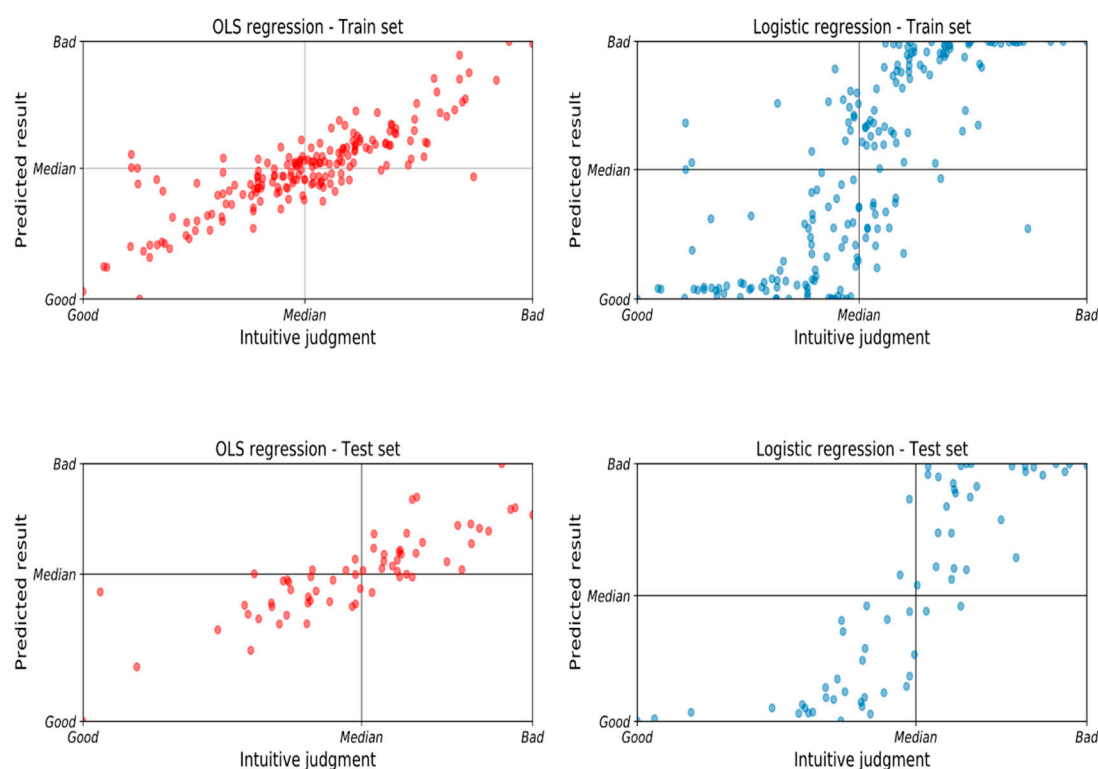 OLS regression - Train set
Bad
Median
Good
Predicted result
Good
Median
Bad
Intuitive judgment
Logistic regression - Train set
Bad
Median
Good
Predicted result
Good
Median
Bad
Intuitive judgment
OLS regression - Test set
Bad
Median
Good
Predicted result
Good
Median
Bad
Intuitive judgment
Logistic regression - Test set
Bad
Median
Good
Predicted result
Good
Median
Bad
Intuitive judgment